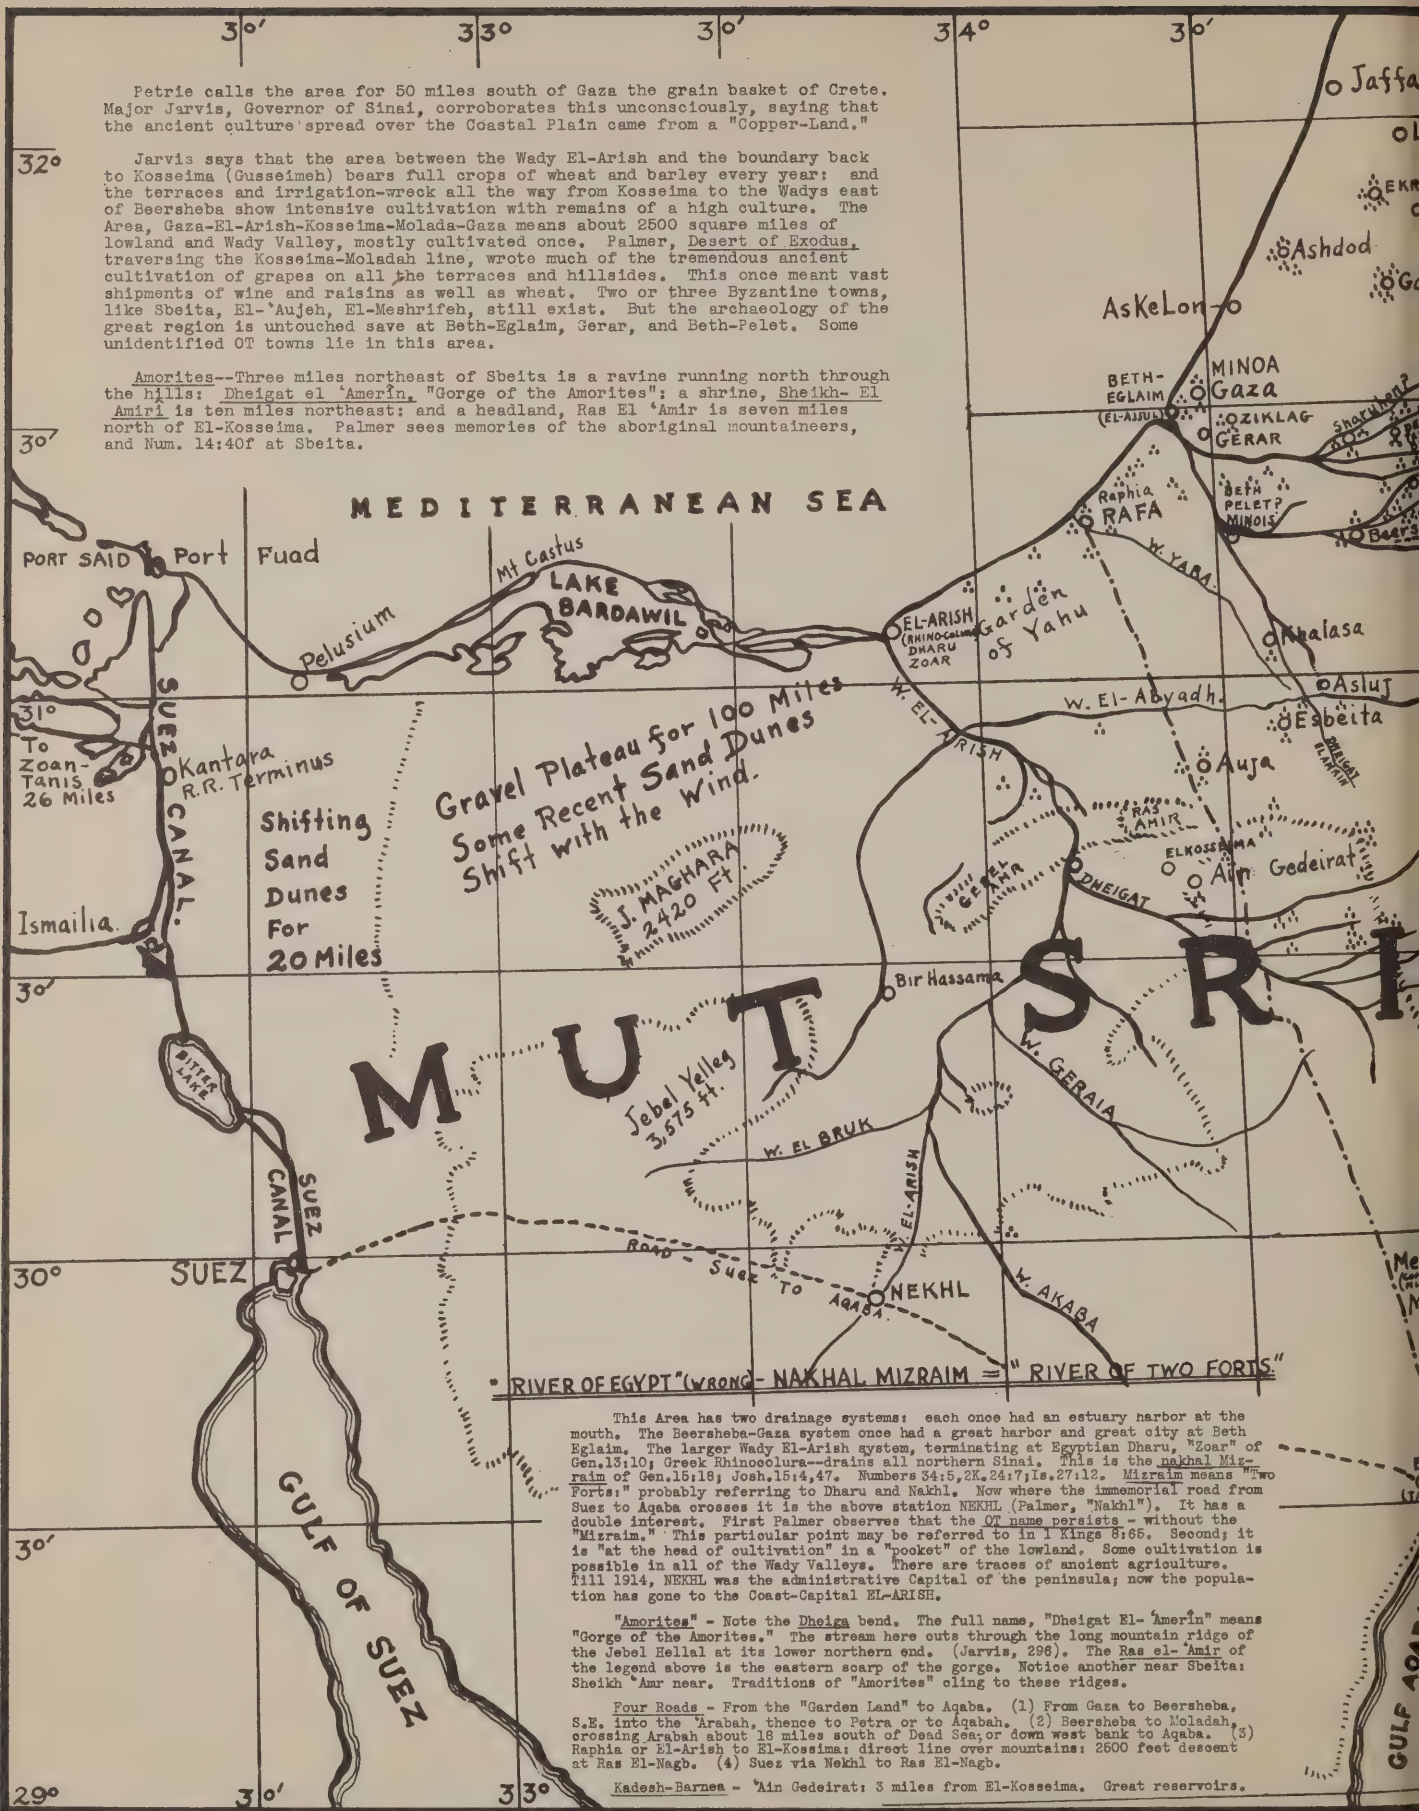 30' 33° 30' 34° 30'
Petrie calls the area for 50 miles south of Gaza the grain basket of Crete.
Major Jarvis, Governor of Sinai, corroborates this unconsciously, saying that
the ancient culture spread over the Coastal Plain came from a "Copper-Land."
Jarvis says that the area between the Wady El-Arish and the boundary back
to Kosseima (Gusseimeh) bears full crops of wheat and barley every year: and
the terraces and irrigation-wreck all the way from Kosseima to the Wadys east
of Beersheba show intensive cultivation with remains of a high culture. The
Area, Gaza-El-Arish-Kosseima-Molada-Gaza means about 2500 square miles of
lowland and Wady Valley, mostly cultivated once. Palmer, Desert of Exodus,
traversing the Kosseima-Moladah line, wrote much of the tremendous ancient
cultivation of grapes on all the terraces and hillsides. This once meant vast
shipments of wine and raisins as well as wheat. Two or three Byzantine towns,
like Sbeita, El-'Aujeh, El-Meshrifeh, still exist. But the archaeology of the
great region is untouched save at Beth-Eglaim, Gerar, and Beth-Pelet. Some
unidentified OT towns lie in this area.
Amorites--Three miles northeast of Sbeita is a ravine running north through
the hills: Dheigat el 'Amerîn, "Gorge of the Amorites": a shrine, Sheikh- El
Amirî is ten miles northeast: and a headland, Ras El 'Amir is seven miles
north of El-Kosseima. Palmer sees memories of the aboriginal mountaineers,
and Num. 14:40f at Sbeita.
32°
30'
31°
30'
30°
30'
29°
Jaffa
EKR
Ashdod
Ga
Askelon
BETH-
EGLAIM
(EL-AJJUL)
MINOA
Gaza
ZIKLAG
GERAR
Sharuhen?
Raphia
RAFA
BETH
PELET?
MINOIS
Beers
MEDITERRANEAN SEA
PORT SAID
Port Fuad
Mt Castus
LAKE
BARDAWIL
Pelusium
EL-ARISH
(RHINO-COLURA
DHARU
ZOAR
Garden
of Yahu
W. YABA
Khalasa
Asluj
W. El-Abyadh.
Esbeita
DHEIGAT
EL AMRIN
Auja
SUEZ CANAL.
To
Zoan-
Tanis
26 Miles
Kantara
R.R. Terminus
Shifting
Sand
Dunes
For
20 Miles
Gravel Plateau for 100 Miles
Some Recent Sand Dunes
Shift with the Wind.
J. MAGHARA
2420 Ft.
W. EL-ARISH
RAS
AMIR
ELKOSSEIMA
Ain Gedeirat
GEBEL
AMR
DHEIGAT
Ismailia.
Bir Hassama
MUTSRI
BITTER
LAKE
Jebel Yelleg
3,575 ft.
W. GERAIA
W. EL BRUK
W. EL-ARISH
SUEZ
CANAL
SUEZ
ROAD - Suez TO AQABA.
NEKHL
W. AKABA
"RIVER OF EGYPT" (WRONG) - NAKHAL MIZRAIM = "RIVER OF TWO FORTS."
This Area has two drainage systems: each once had an estuary harbor at the
mouth. The Beersheba-Gaza system once had a great harbor and great city at Beth
Eglaim. The larger Wady El-Arish system, terminating at Egyptian Dharu, "Zoar" of
Gen.13:10; Greek Rhinocolura--drains all northern Sinai. This is the nakhal Miz-
raim of Gen.15:18; Josh.15:4,47. Numbers 34:5,2K.24:7;Is.27:12. Mizraim means "Two
Forts:" probably referring to Dharu and Nakhl. Now where the immemorial road from
Suez to Aqaba crosses it is the above station NEKHL (Palmer, "Nakhl"). It has a
double interest. First Palmer observes that the OT name persists - without the
"Mizraim." This particular point may be referred to in 1 Kings 8:65. Second; it
is "at the head of cultivation" in a "pocket" of the lowland. Some cultivation is
possible in all of the Wady Valleys. There are traces of ancient agriculture.
Till 1914, NEKHL was the administrative Capital of the peninsula; now the popula-
tion has gone to the Coast-Capital EL-ARISH.
"Amorites" - Note the Dheiga bend. The full name, "Dheigat El- 'Amerîn" means
"Gorge of the Amorites." The stream here cuts through the long mountain ridge of
the Jebel Hellal at its lower northern end. (Jarvis, 296). The Ras el- 'Amir of
the legend above is the eastern scarp of the gorge. Notice another near Sbeita:
Sheikh 'Amr near. Traditions of "Amorites" cling to these ridges.
Four Roads - From the "Garden Land" to Aqaba. (1) From Gaza to Beersheba,
S.E. into the 'Arabah, thence to Petra or to Aqabah. (2) Beersheba to Moladah,
crossing Arabah about 18 miles south of Dead Sea, or down west bank to Aqaba. (3)
Raphia or El-Arish to El-Kossima: direct line over mountains: 2500 feet descent
at Ras El-Nagb. (4) Suez via Nekhl to Ras El-Nagb.
Kadesh-Barnea - 'Ain Gedeirat: 3 miles from El-Kosseima. Great reservoirs.
GULF OF SUEZ
GULF AQAB
30' 33°